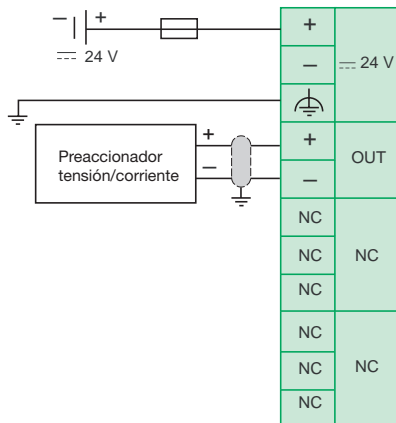 − +
⎓ 24 V
+
−
⎓ 24 V
Preaccionador
tensión/corriente
+
−
+
−
OUT
NC
NC
NC
NC
NC
NC
NC
NC